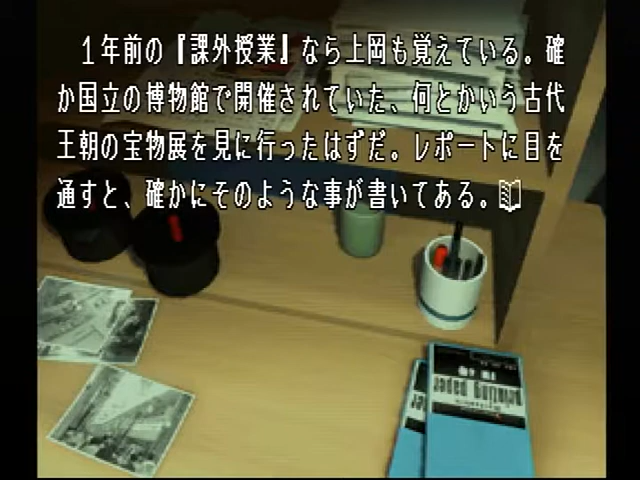 １年前の『課外授業』なら上岡も覚えている。確
か国立の博物館で開催されていた、何とかいう古代
王朝の宝物展を見に行ったはずだ。レポートに目を
通すと、確かにそのような事が書いてある。
printing paper